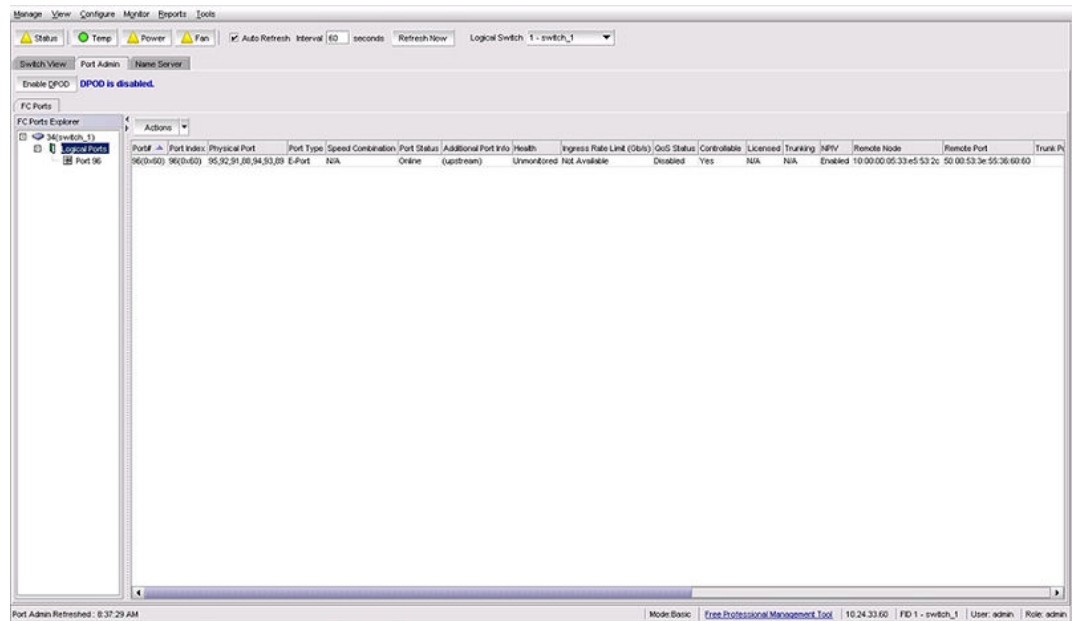 Manage View Configure Monitor Reports Tools
Status Temp Power Fan Auto Refresh Interval 60 seconds Refresh Now Logical Switch 1 - switch_1
Switch View Port Admin Name Server
Enable DPOD DPOD is disabled.
FC Ports
FC Ports Explorer
34(switch_1)
Logical Ports
Port 96
Actions
Port# Port Index Physical Port Port Type Speed Combination Port Status Additional Port Info Health Ingress Rate Limit (Gb/s) QoS Status Controllable Licensed Trunking NPIV Remote Node Remote Port Trunk Po
96(0x60) 96(0x60) 95,92,91,88,94,93,89 E-Port N/A Online (upstream) Unmonitored Not Available Disabled Yes N/A N/A Enabled 10:00:00:05:33:e5:53:2c 50:00:53:3e:55:36:60:60
Port Admin Refreshed : 8:37:29 AM Mode:Basic Free Professional Management Tool 10.24.33.60 FID 1 - switch_1 User: admin Role: admin